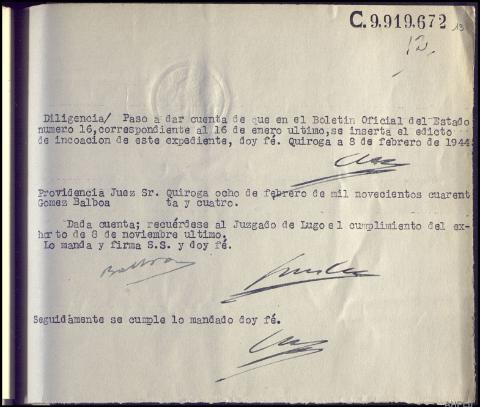 C.9.919.672
13
12
Diligencia/ Paso a dar cuenta de que en el Boletin Oficial del Estado
numero 16,correspondiente al 16 de enero ultimo,se inserta el edicto
de incoacion de este expediente, doy fé. Quiroga a 8 de febrero de 1944.
Providencia Juez Sr. Quiroga ocho de febrero de mil novecientos cuarent
Gomez Balboa ta y cuatro.
Dada cuenta; recuérdese al Juzgado de Lugo el cumplimiento del ex-
horto de 8 de noviembre ultimo.
Lo manda y firma S.S. y doy fé.
Balboa
Seguidamente se cumple lo mandado doy fé.